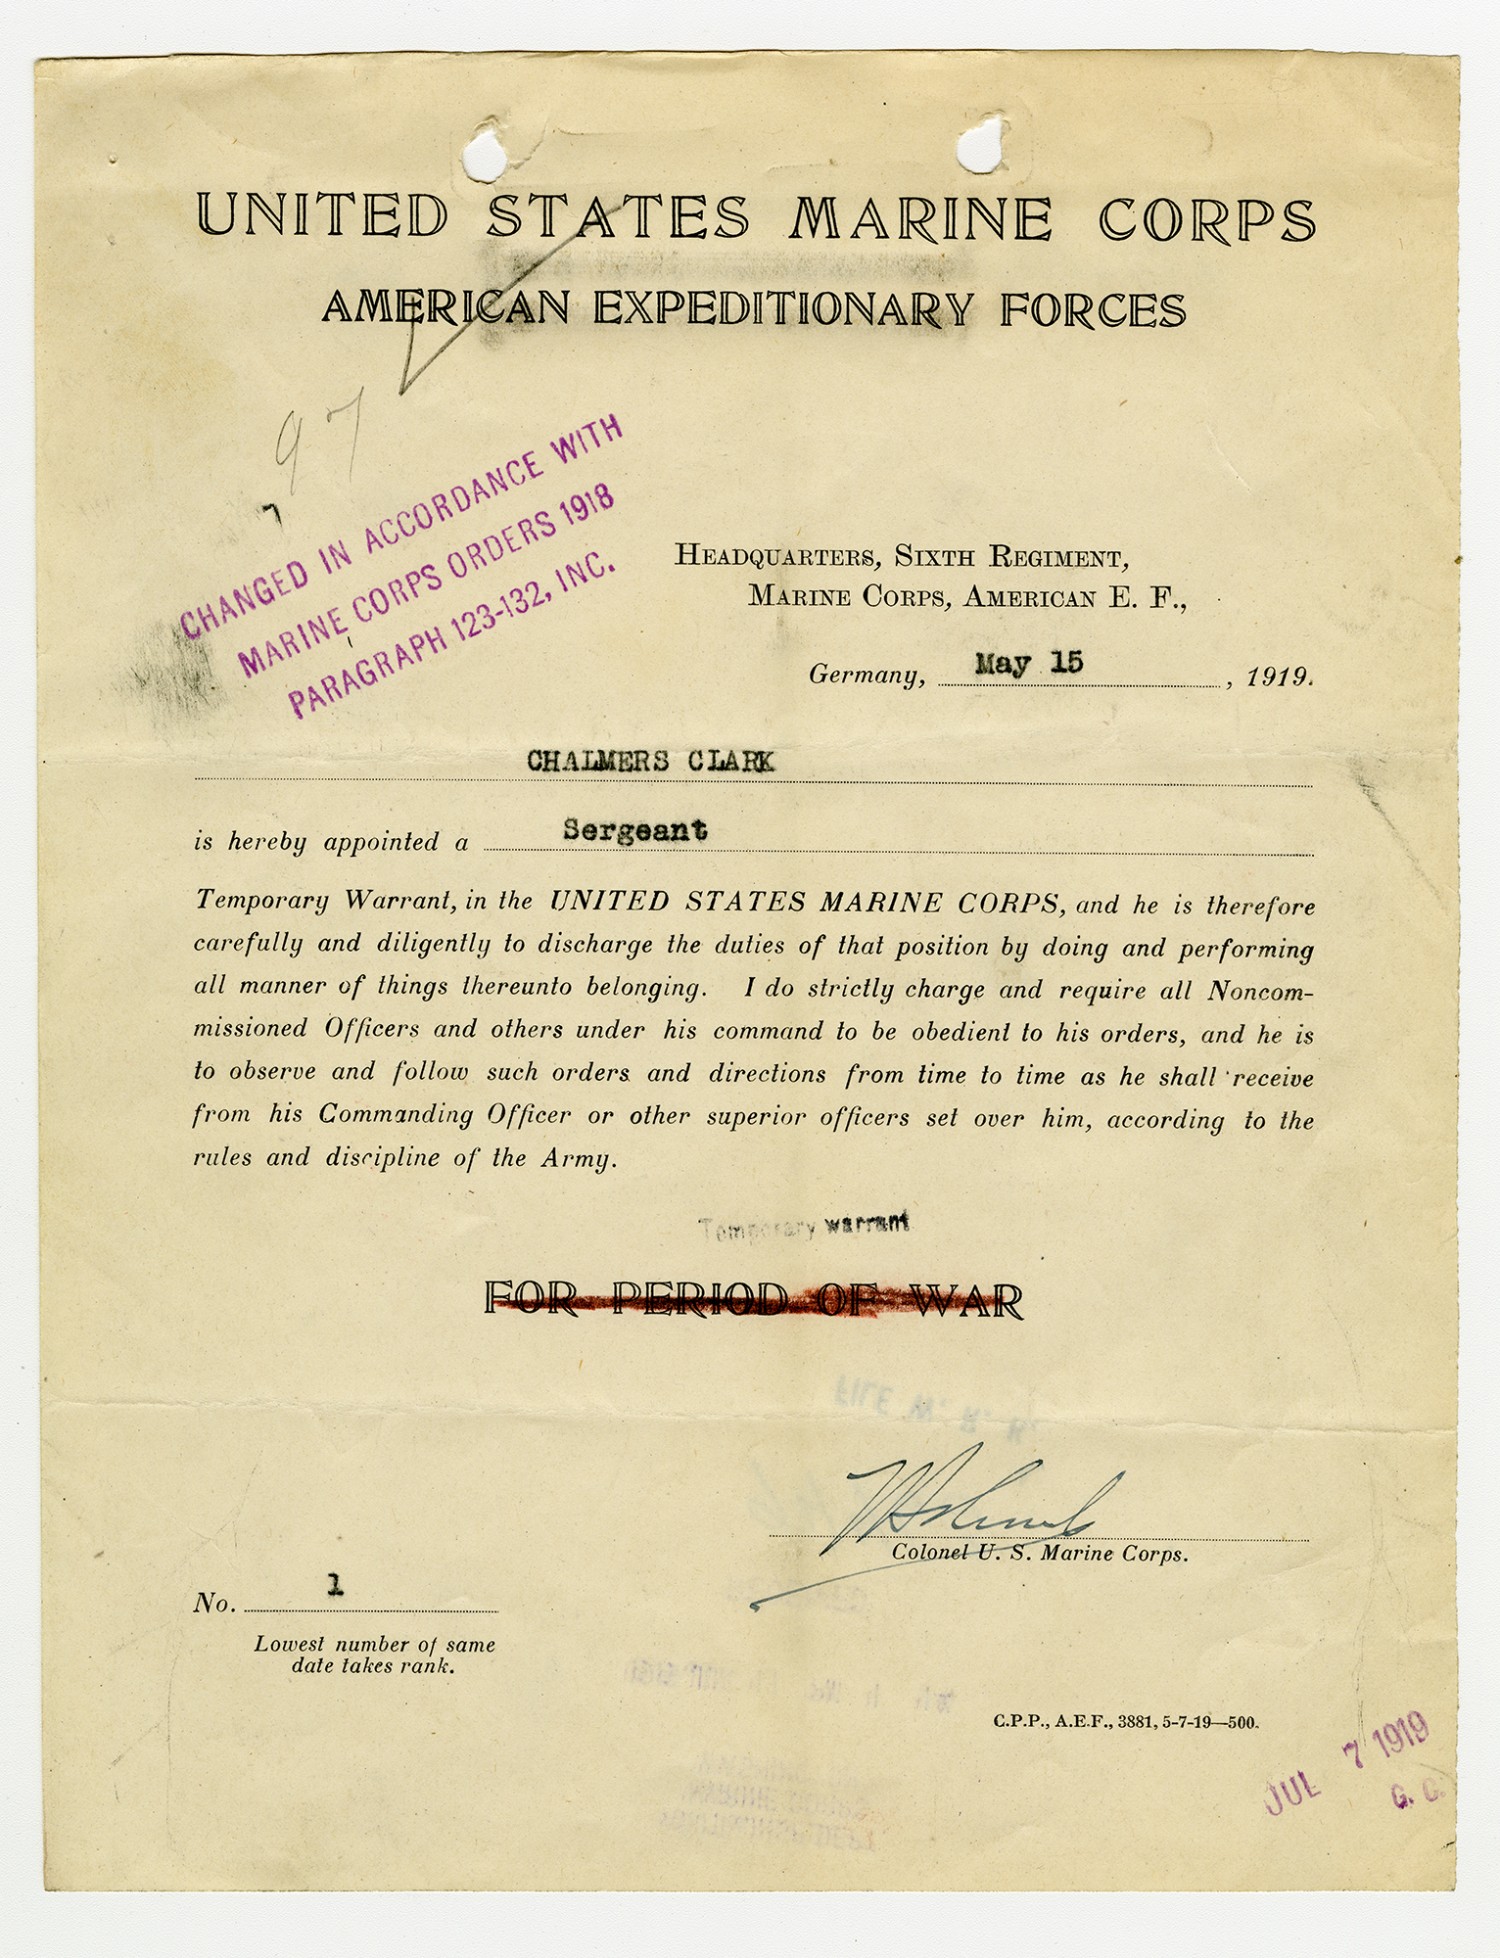 UNITED STATES MARINE CORPS
AMERICAN EXPEDITIONARY FORCES
97
7
CHANGED IN ACCORDANCE WITH
MARINE CORPS ORDERS 1918
PARAGRAPH 123-132, INC.
HEADQUARTERS, SIXTH REGIMENT,
MARINE CORPS, AMERICAN E. F.,
Germany, May 15, 1919.
CHALMERS CLARK
is hereby appointed a Sergeant
Temporary Warrant, in the UNITED STATES MARINE CORPS, and he is therefore
carefully and diligently to discharge the duties of that position by doing and performing
all manner of things thereunto belonging. I do strictly charge and require all Noncom-
missioned Officers and others under his command to be obedient to his orders, and he is
to observe and follow such orders and directions from time to time as he shall receive
from his Commanding Officer or other superior officers set over him, according to the
rules and discipline of the Army.
Temporary warrant
FOR PERIOD OF WAR
Colonel U. S. Marine Corps.
No. 1
Lowest number of same
date takes rank.
C.P.P., A.E.F., 3881, 5-7-19—500.
JUL 7 1919